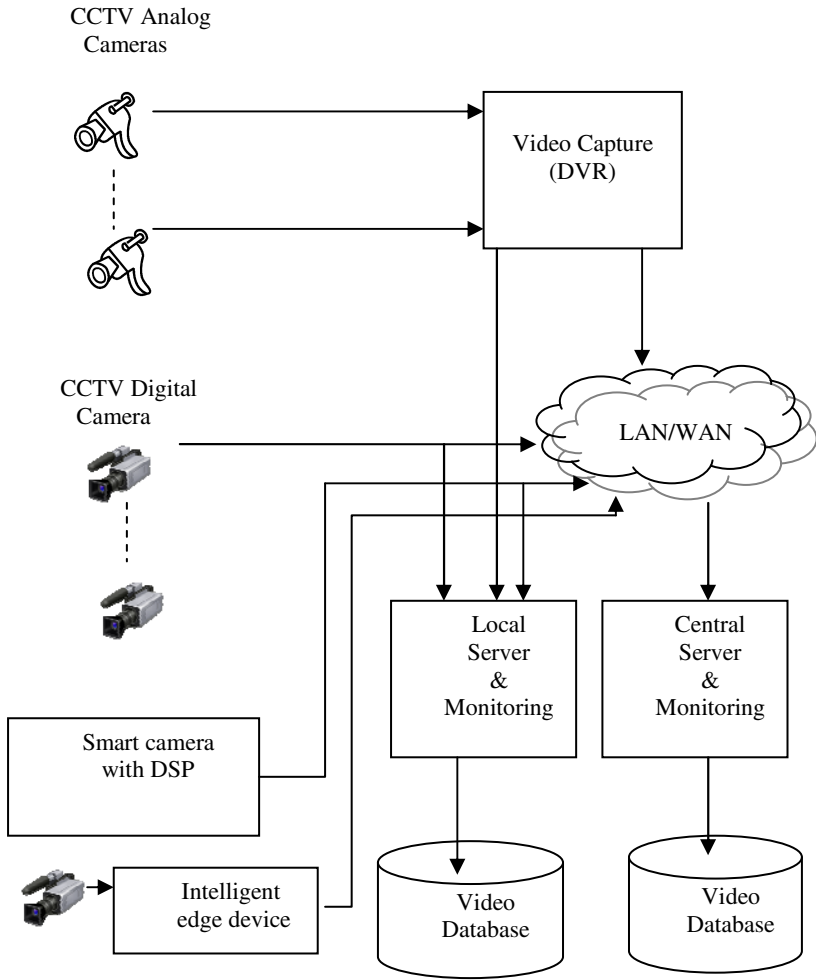 CCTV Analog
Cameras
Video Capture
(DVR)
CCTV Digital
Camera
LAN/WAN
Local
Server
&
Monitoring
Central
Server
&
Monitoring
Smart camera
with DSP
Intelligent
edge device
Video
Database
Video
Database